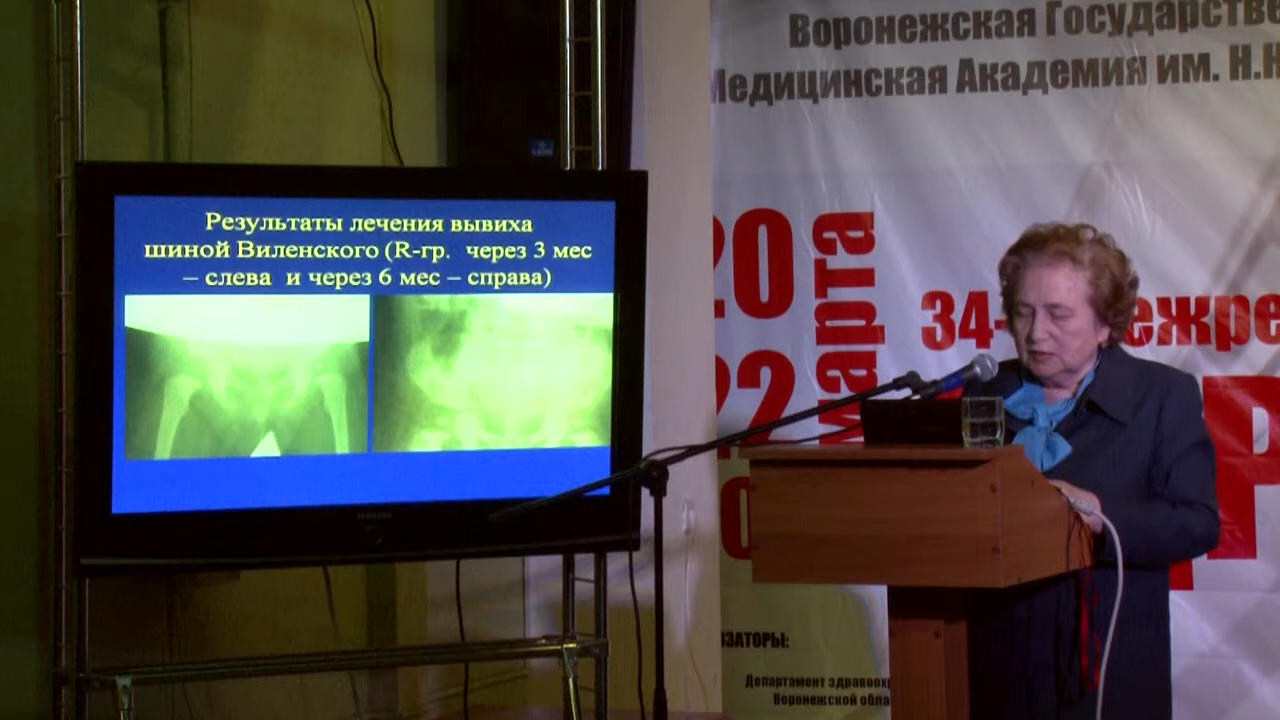 Результаты лечения вывиха
шиной Виленского (R-гр. через 3 мес
– слева и через 6 мес – справа)
SAMSUNG
Воронежская Государстве
Медицинская Академия им. Н.Н
20
22
марта
34-
ежре
ЗАТОРЫ:
Департамент здравоохр
Воронежской обла